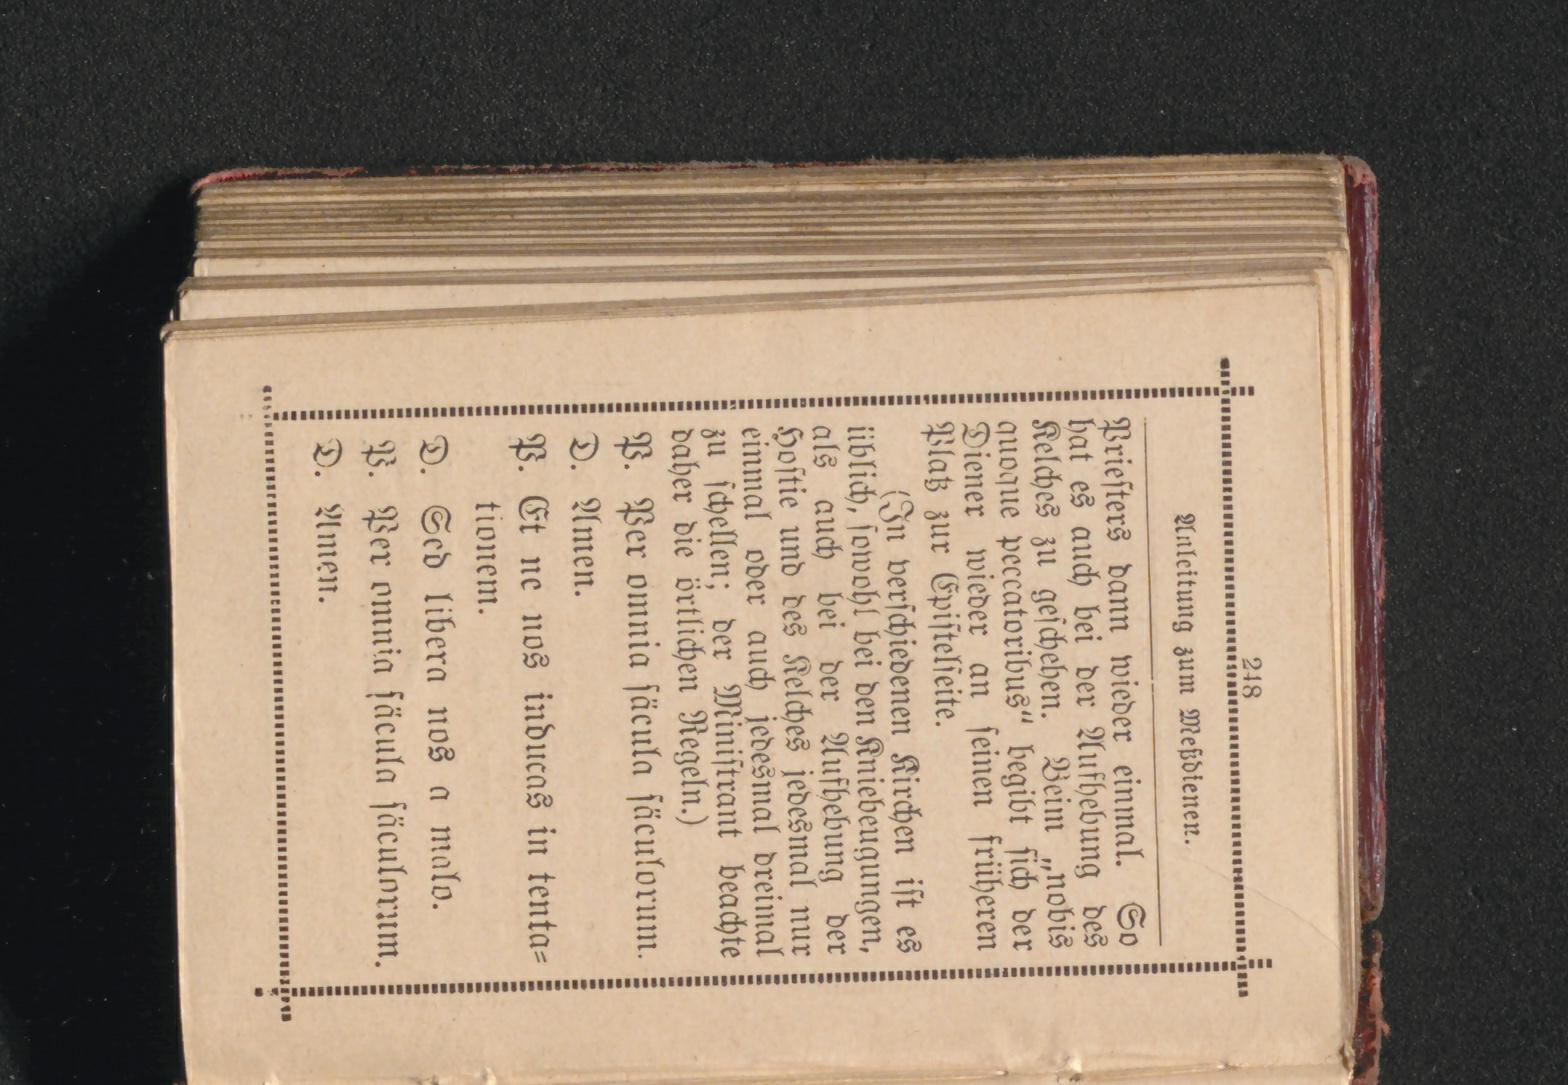 248
Anleitung zum Meßdienen.
Priesters dann wieder einmal. So
hat es auch bei der Aufhebung des
Kelches zu geschehen. Beim „nobis
quoque peccatoribus“ begibt sich der
Diener wieder an seinen früheren
Platz zur Epistelseite.
(In verschiedenen Kirchen ist es
üblich, sowohl bei den Kniebeugungen,
als auch bei der Aufhebung der
Hostie und des Kelches jedesmal nur
einmal oder auch jedesmal dreimal
zu schellen; der Ministrant beachte
daher die örtlichen Regeln.)
P. Per omnia säcula säculorum.
D. Amen.
P. Et ne nos inducas in tenta=
tionem.
D. Sed libera nos a malo.
P. Per omnia säcula säculorum.
D. Amen.